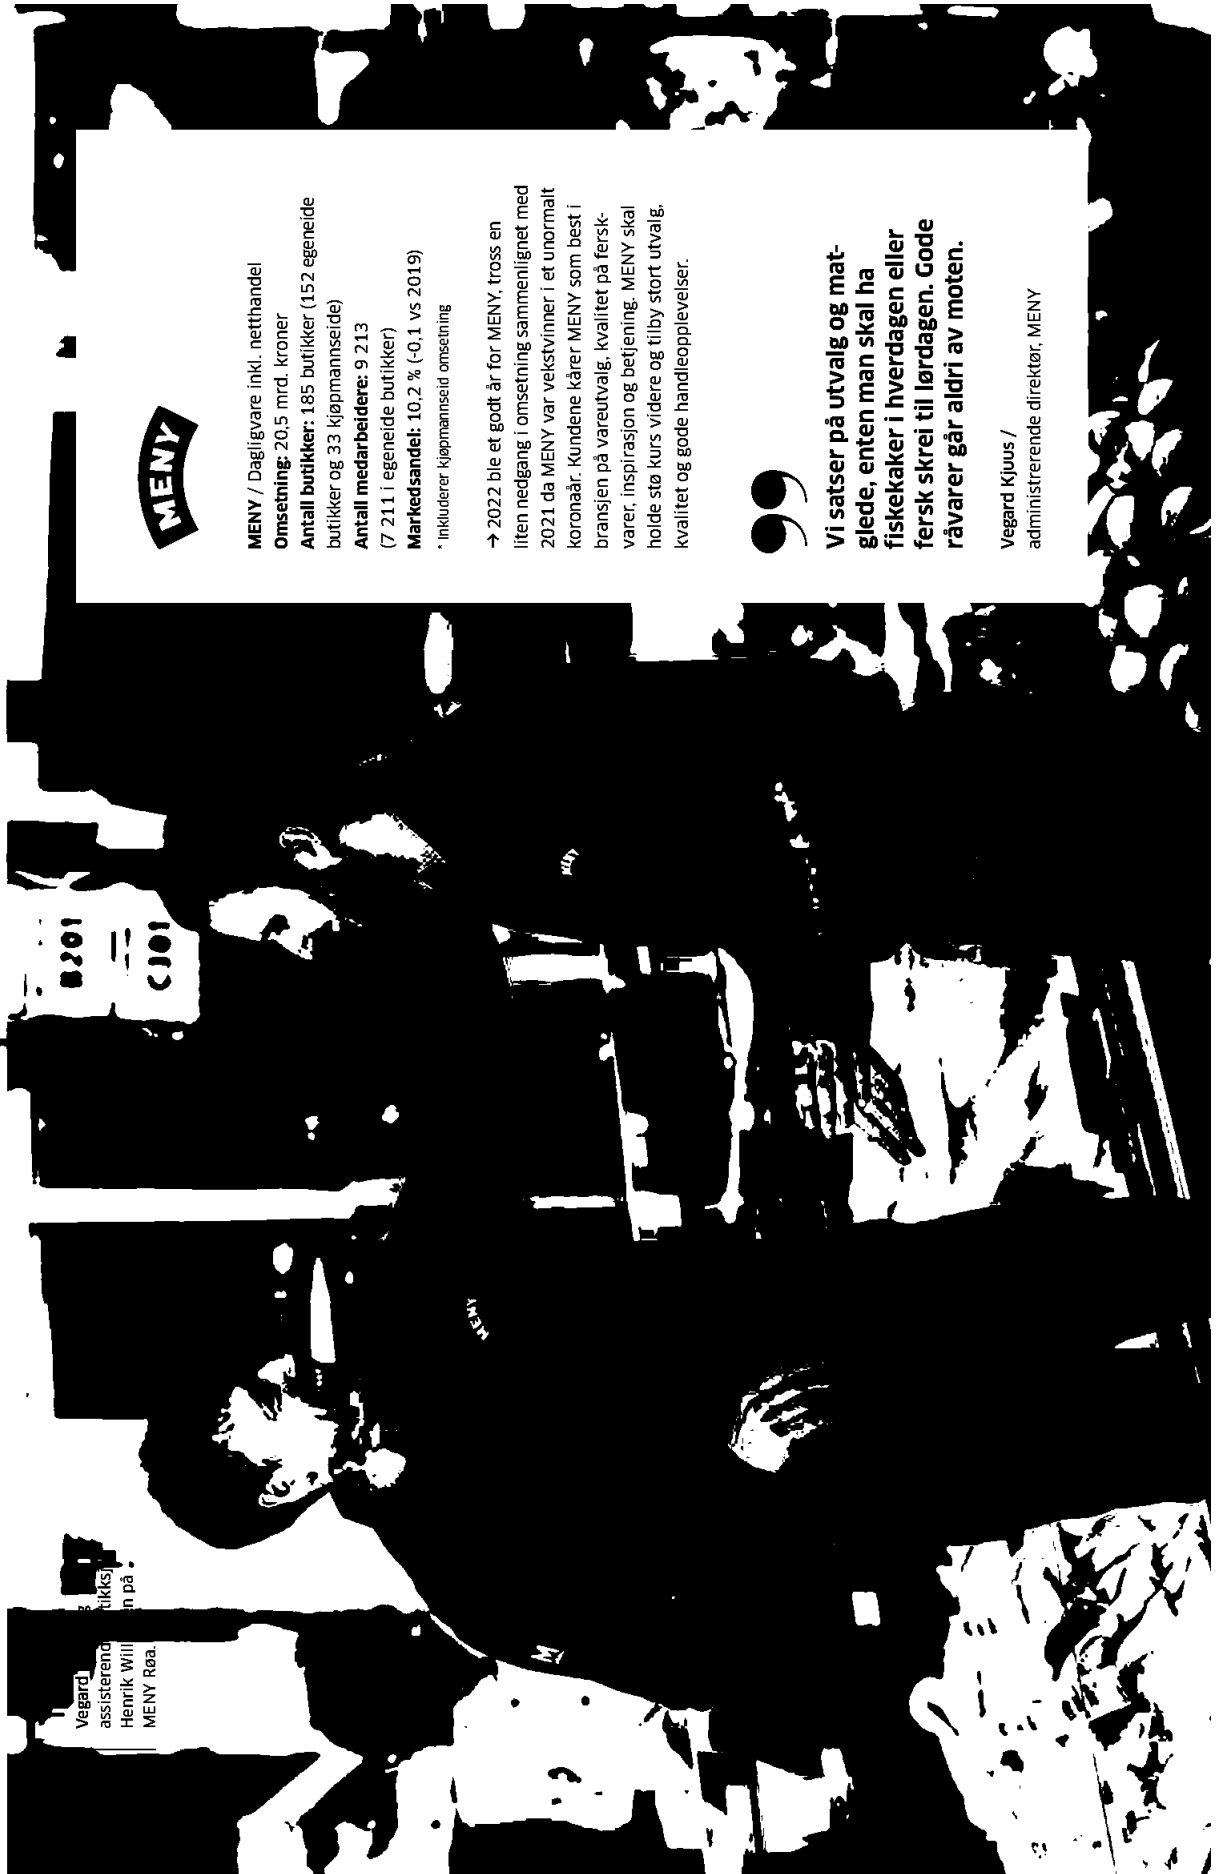 MENY
MENY / Dagligvare inkl. netthandel
Omsetning: 20,5 mrd. kroner
Antall butikker: 185 butikker (152 egeneide
butikker og 33 kjøpmannseide)
Antall medarbeidere: 9 213
(7 211 i egeneide butikker)
Markedsandel: 10,2 % (-0,1 vs 2019)
* Inkluderer kjøpmannseid omsetning
→ 2022 ble et godt år for MENY, tross en
liten nedgang i omsetning sammenlignet med
2021 da MENY var vekstvinner i et unormalt
koronaår. Kundene kårer MENY som best i
bransjen på vareutvalg, kvalitet på fersk-
varer, inspirasjon og betjening. MENY skal
holde stø kurs videre og tilby stort utvalg,
kvalitet og gode handleopplevelser.
Vi satser på utvalg og mat-
glede, enten man skal ha
fiskekaker i hverdagen eller
fersk skrei til lørdagen. Gode
råvarer går aldri av moten.
Vegard Kjuus /
administrerende direktør, MENY
B201
CJ01
MENY
MENY
M
Vegard
Henrik
MENY Røa.